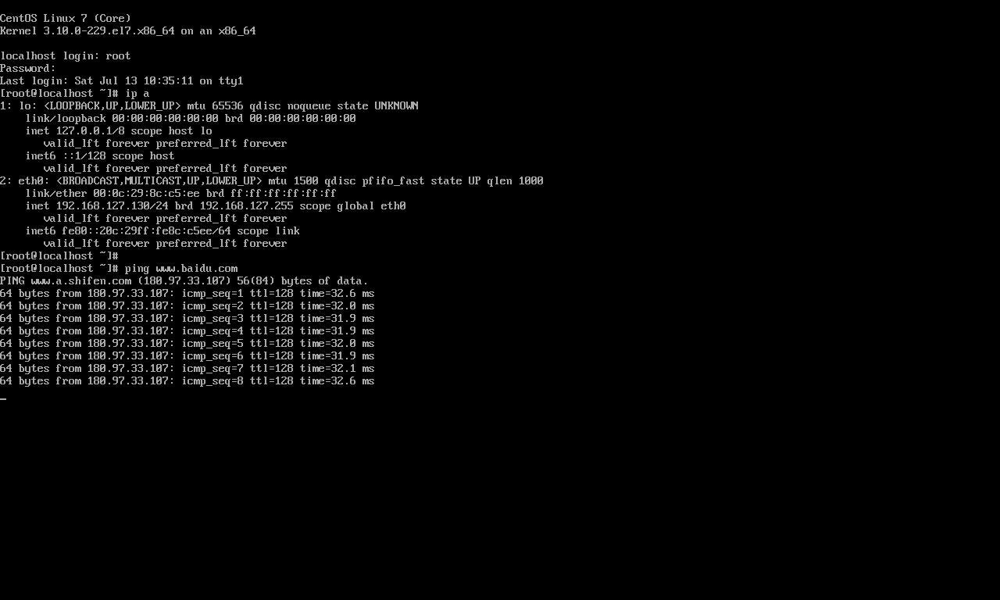 CentOS Linux 7 (Core)
Kernel 3.10.0-229.el7.x86_64 on an x86_64
localhost login: root
Password:
Last login: Sat Jul 13 10:35:11 on tty1
[root@localhost ~]# ip a
1: lo: <LOOPBACK,UP,LOWER_UP> mtu 65536 qdisc noqueue state UNKNOWN
    link/loopback 00:00:00:00:00:00 brd 00:00:00:00:00:00
    inet 127.0.0.1/8 scope host lo
       valid_lft forever preferred_lft forever
    inet6 ::1/128 scope host
       valid_lft forever preferred_lft forever
2: eth0: <BROADCAST,MULTICAST,UP,LOWER_UP> mtu 1500 qdisc pfifo_fast state UP qlen 1000
    link/ether 00:0c:29:8c:c5:ee brd ff:ff:ff:ff:ff:ff
    inet 192.168.127.130/24 brd 192.168.127.255 scope global eth0
       valid_lft forever preferred_lft forever
    inet6 fe80::20c:29ff:fe8c:c5ee/64 scope link
       valid_lft forever preferred_lft forever
[root@localhost ~]#
[root@localhost ~]# ping www.baidu.com
PING www.a.shifen.com (180.97.33.107) 56(84) bytes of data.
64 bytes from 180.97.33.107: icmp_seq=1 ttl=128 time=32.6 ms
64 bytes from 180.97.33.107: icmp_seq=2 ttl=128 time=32.0 ms
64 bytes from 180.97.33.107: icmp_seq=3 ttl=128 time=31.9 ms
64 bytes from 180.97.33.107: icmp_seq=4 ttl=128 time=31.9 ms
64 bytes from 180.97.33.107: icmp_seq=5 ttl=128 time=32.0 ms
64 bytes from 180.97.33.107: icmp_seq=6 ttl=128 time=31.9 ms
64 bytes from 180.97.33.107: icmp_seq=7 ttl=128 time=32.1 ms
64 bytes from 180.97.33.107: icmp_seq=8 ttl=128 time=32.6 ms